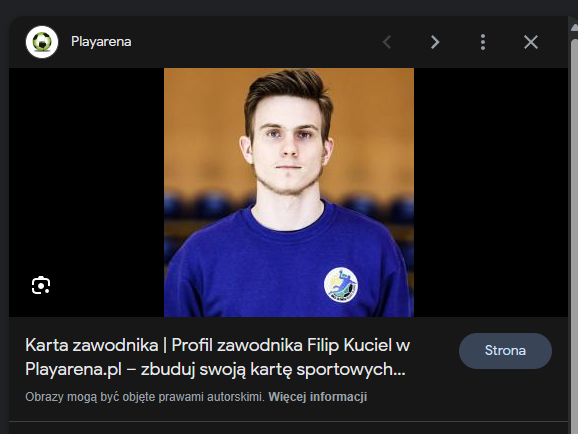 Playarena
Karta zawodnika | Profil zawodnika Filip Kuciel w
Playarena.pl – zbuduj swoją kartę sportowych...
Strona
Obrazy mogą być objęte prawami autorskimi. Więcej informacji